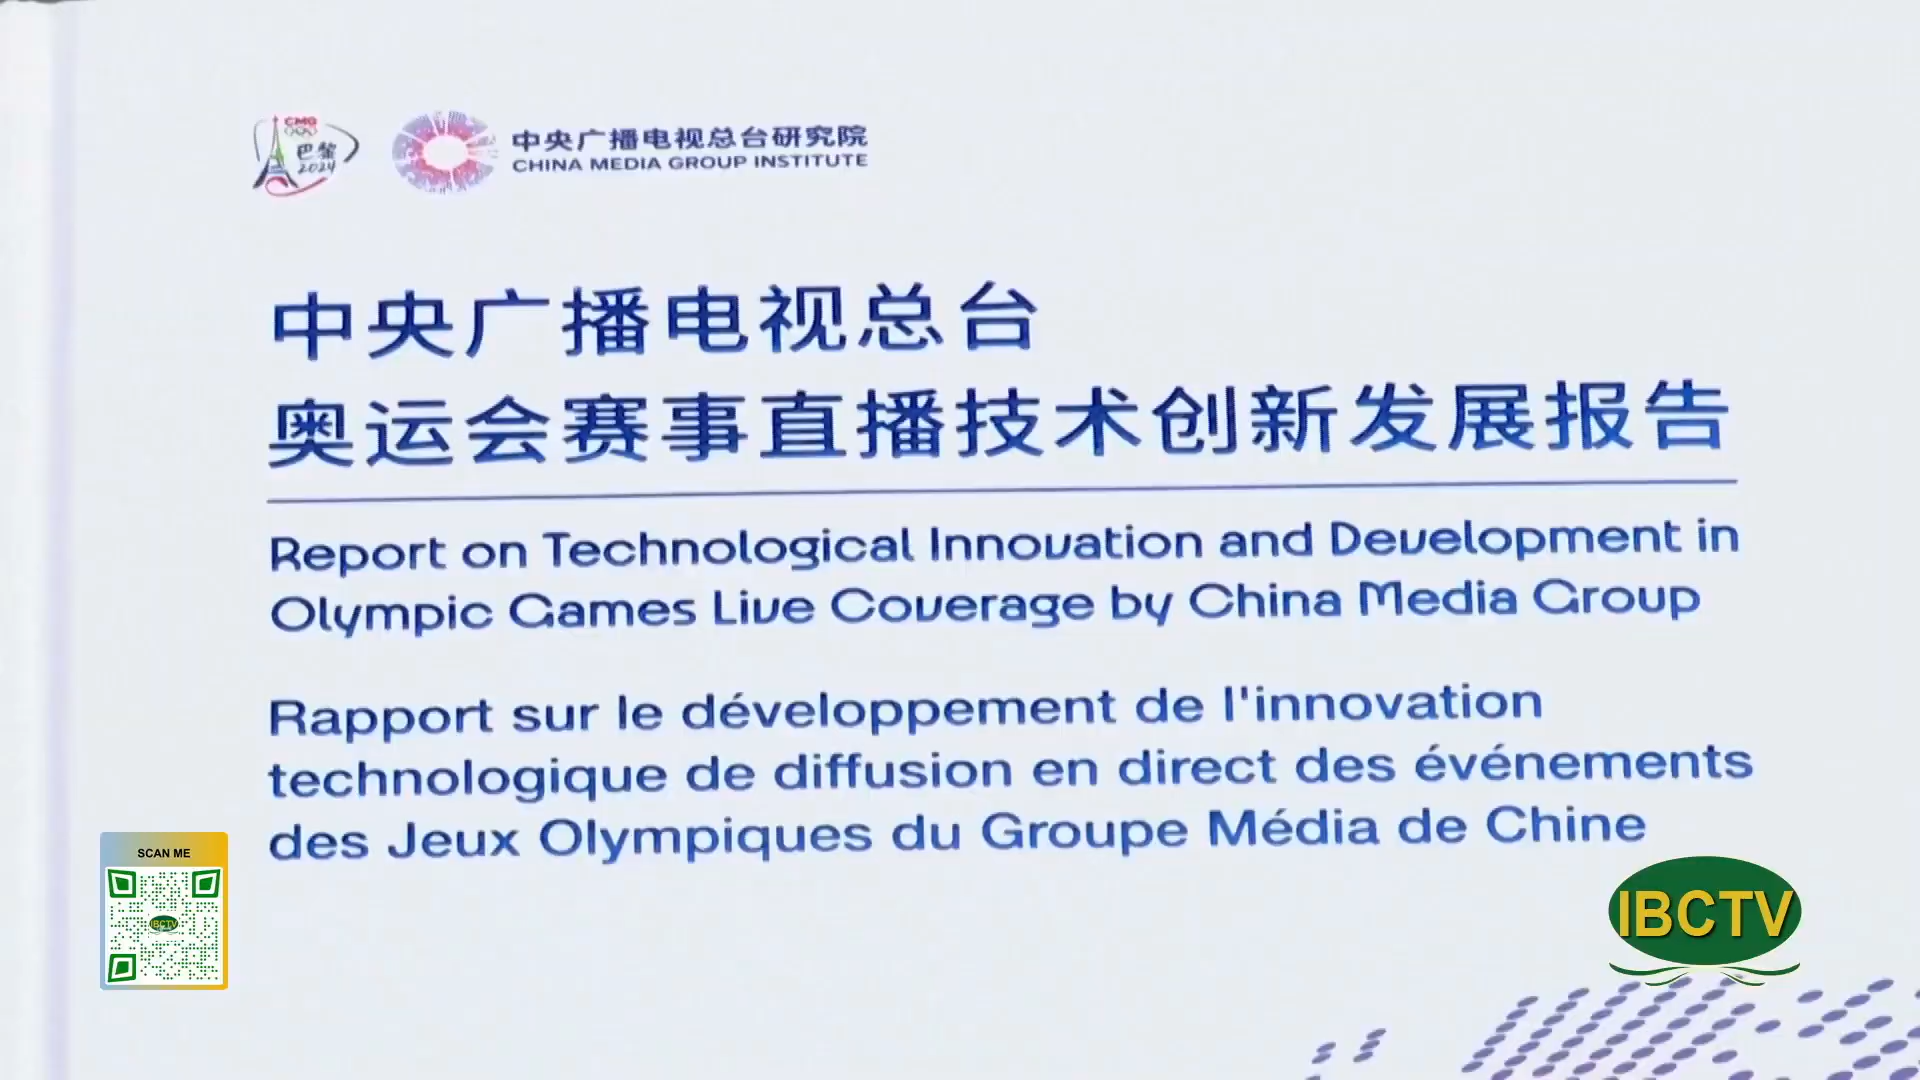 CMG
巴黎
2024
中央广播电视总台研究院
CHINA MEDIA GROUP INSTITUTE
中央广播电视总台
奥运会赛事直播技术创新发展报告
Report on Technological Innovation and Development in
Olympic Games Live Coverage by China Media Group
Rapport sur le développement de l'innovation
technologique de diffusion en direct des événements
des Jeux Olympiques du Groupe Média de Chine
SCAN ME
IBCTV
IBCTV